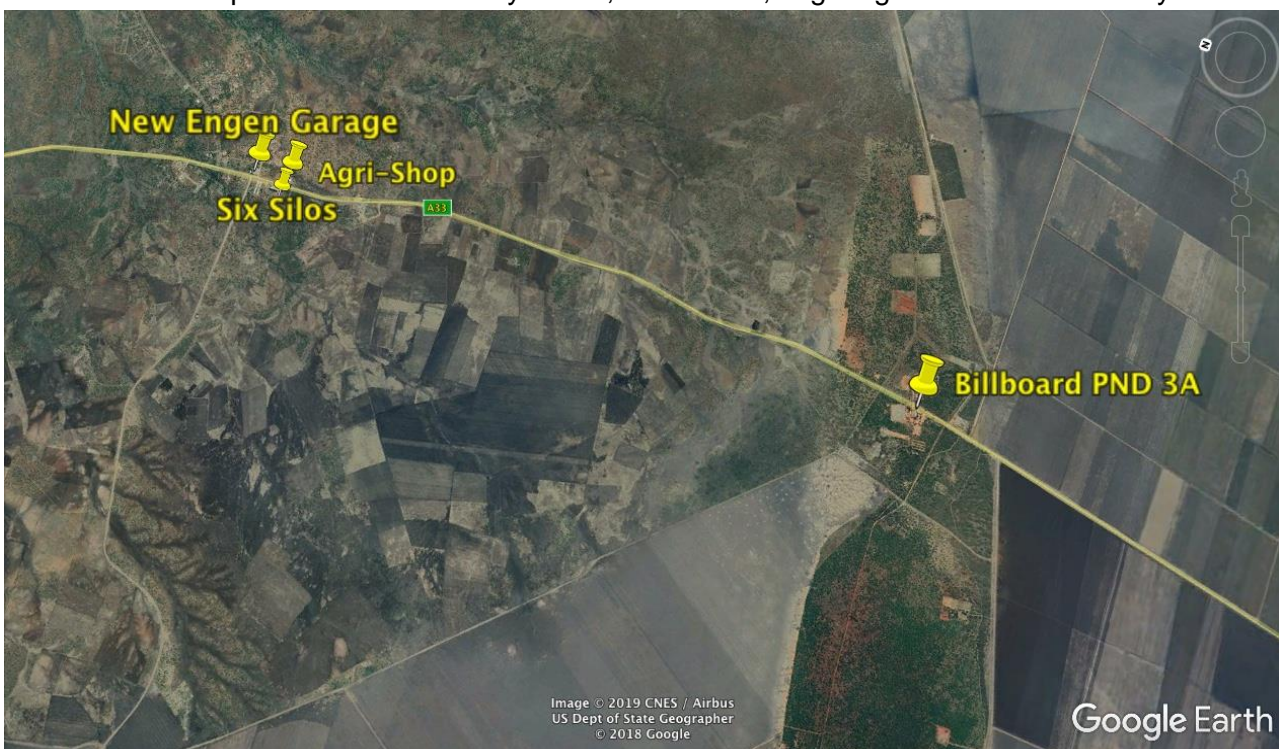 New Engen Garage
Agri-Shop
Six Silos
A33
Billboard PND 3A
N
Image © 2019 CNES / Airbus
US Dept of State Geographer
© 2018 Google
Google Earth